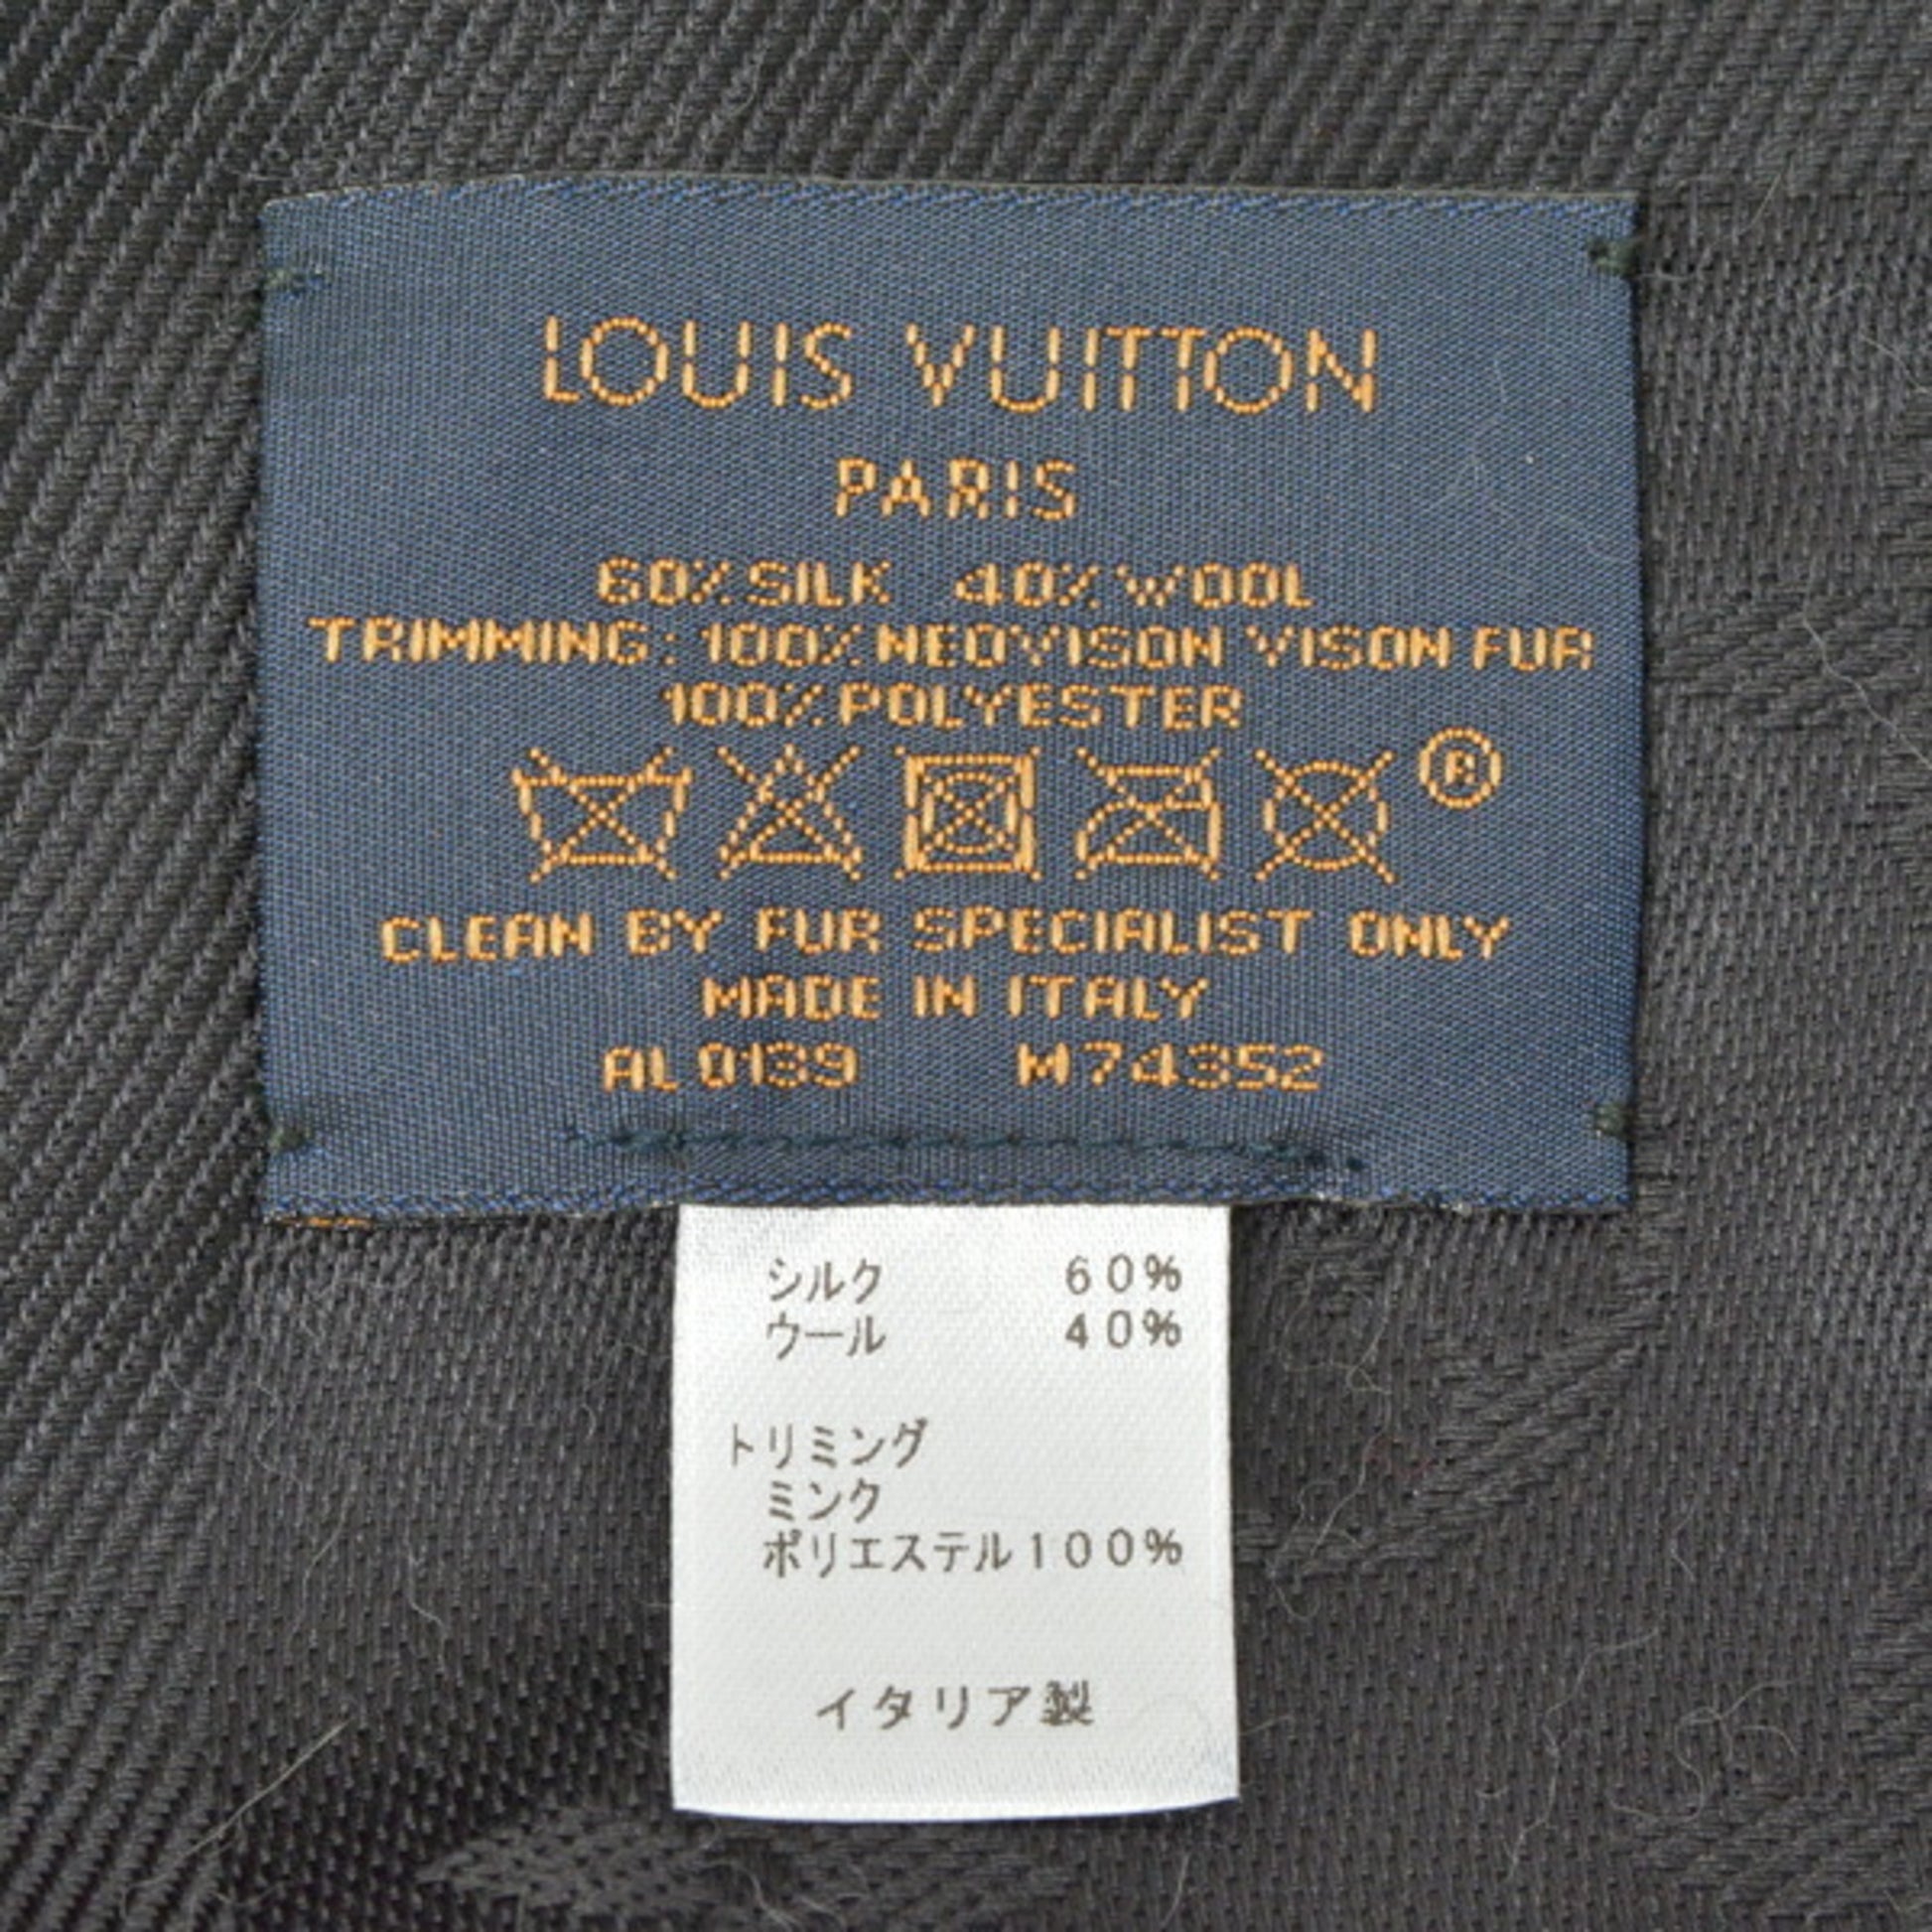 LOUIS VUITTON
PARIS
60% SILK 40% WOOL
TRIMMING: 100% NEOVISON VISON FUR
100% POLYESTER
®
CLEAN BY FUR SPECIALIST ONLY
MADE IN ITALY
AL0139 M74352
シルク 60%
ウール 40%
トリミング
ミンク
ポリエステル100%
イタリア製